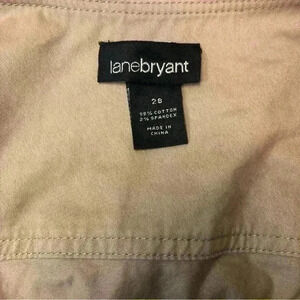 lanebryant
28
98% COTTON
2% SPANDEX
MADE IN
CHINA